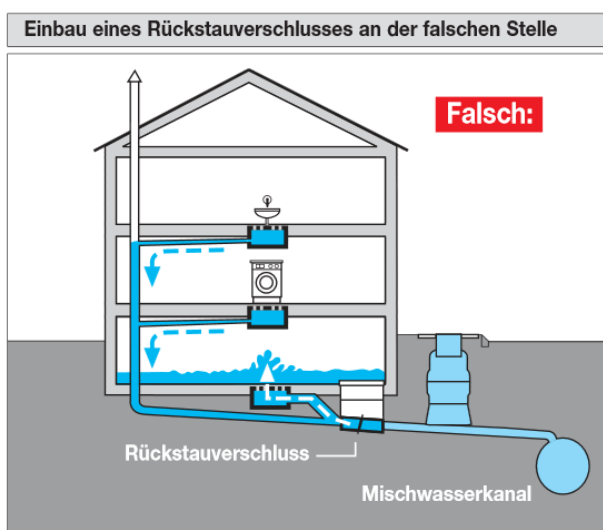 Einbau eines Rückstauverschlusses an der falschen Stelle
Falsch:
Rückstauverschluss
Mischwasserkanal